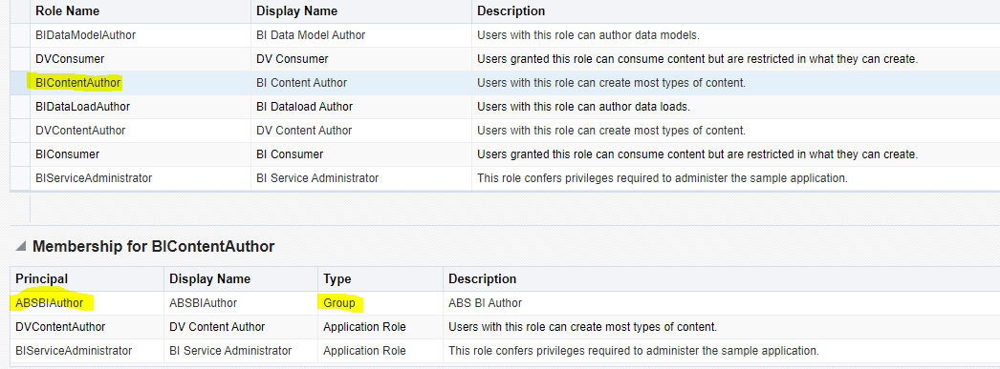 Role Name Display Name Description
BIDataModelAuthor BI Data Model Author Users with this role can author data models.
DVConsumer DV Consumer Users granted this role can consume content but are restricted in what they can create.
BIContentAuthor BI Content Author Users with this role can create most types of content.
BIDataLoadAuthor BI Dataload Author Users with this role can author data loads.
DVContentAuthor DV Content Author Users with this role can create most types of content.
BIConsumer BI Consumer Users granted this role can consume content but are restricted in what they can create.
BIServiceAdministrator BI Service Administrator This role confers privileges required to administer the sample application.
Membership for BIContentAuthor
Principal Display Name Type Description
ABSBIAuthor ABSBIAuthor Group ABS BI Author
DVContentAuthor DV Content Author Application Role Users with this role can create most types of content.
BIServiceAdministrator BI Service Administrator Application Role This role confers privileges required to administer the sample application.